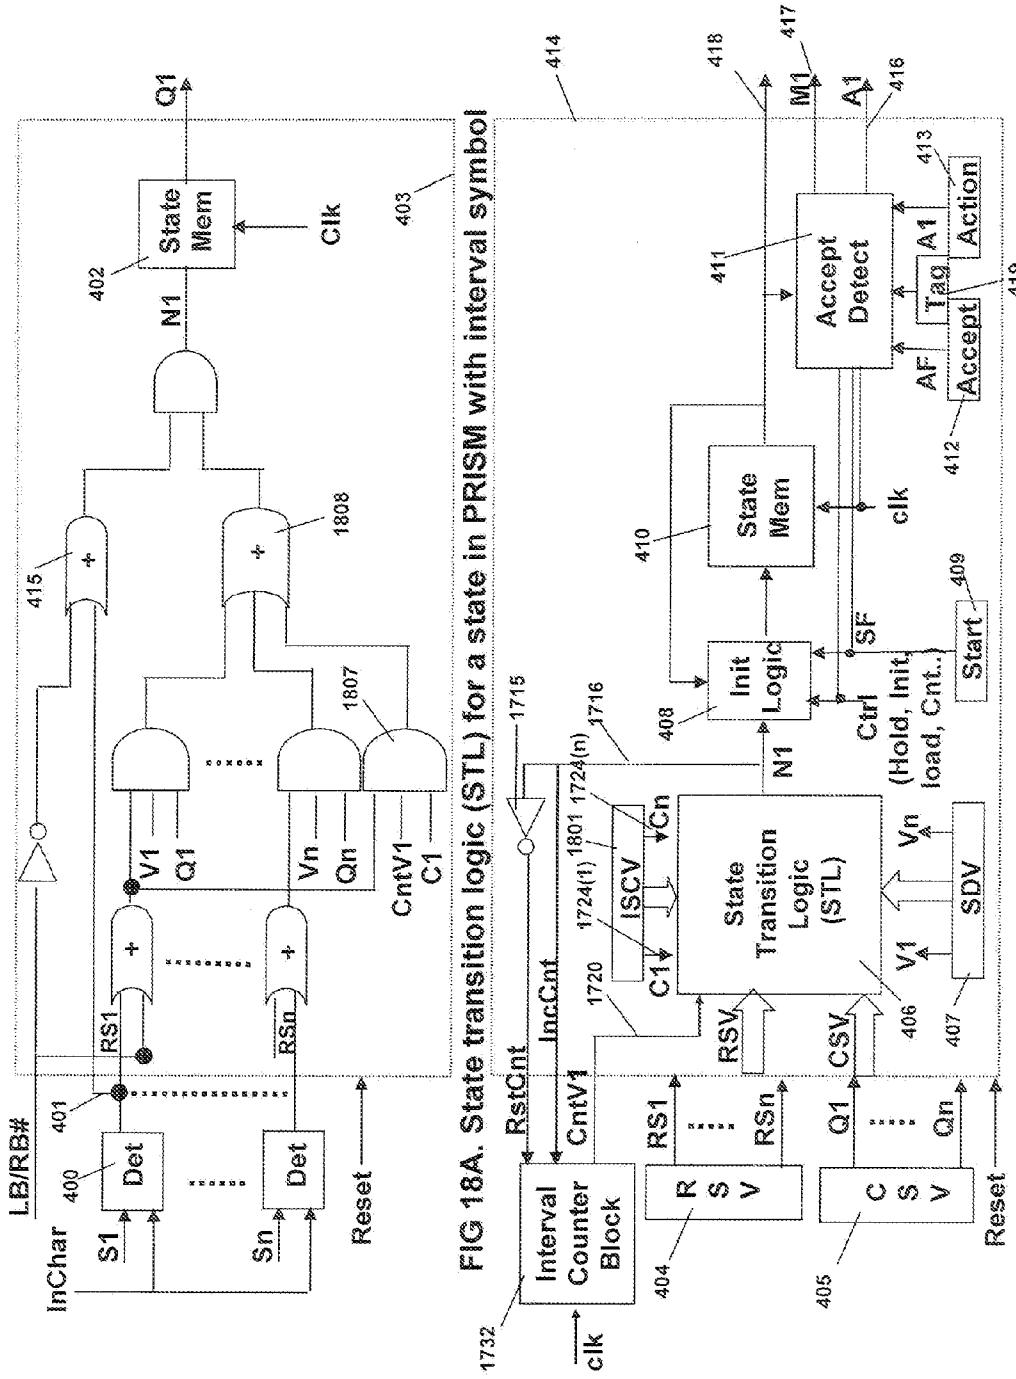 LB/RB#
InChar
S1
Sn
400
Det
Det
401
Reset
RS1
RSn
+
+
V1
Q1
Vn
Qn
CntV1
C1
1807
415
+
1808
+
N1
402
State
Mem
Clk
Q1
403
FIG 18A. State transition logic (STL) for a state in PRISM with interval symbol
1732
clk
Interval
Counter
Block
RstCnt
IncCnt
CntV1
1720
404
R
S
V
RS1
RSn
405
C
S
V
Q1
Qn
Reset
RSV
CSV
406
407
1715
1716
1724(1)
1801
1724(n)
C1
ISCV
Cn
State
Transition
Logic
(STL)
V1
Vn
SDV
N1
408
Init
Logic
Ctrl
(Hold, Init,
load, Cnt..)
SF
Start
409
410
State
Mem
clk
411
Accept
Detect
AF
A1
412
Accept
Tag
419
Action
413
414
418
M1
417
A1
416